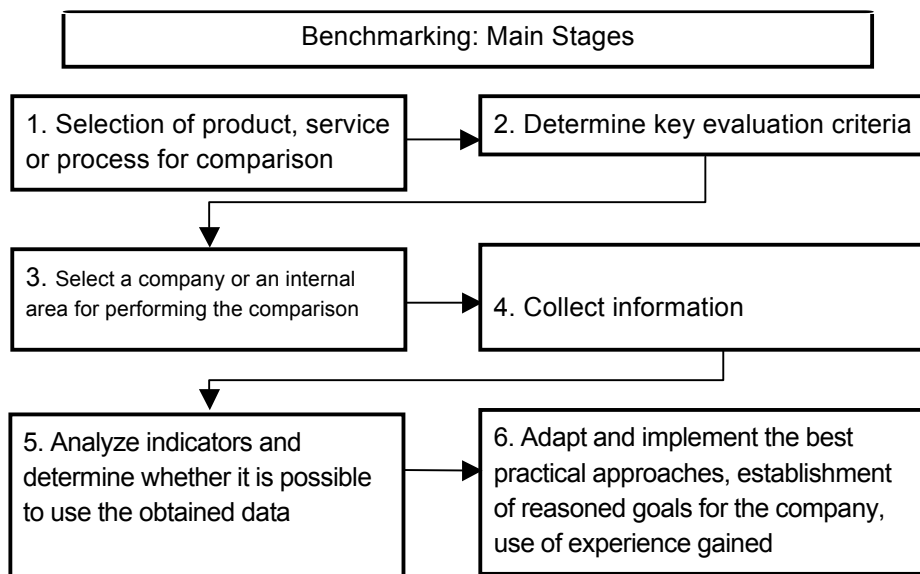 Benchmarking: Main Stages
1. Selection of product, service
or process for comparison
2. Determine key evaluation criteria
3. Select a company or an internal
area for performing the comparison
4. Collect information
5. Analyze indicators and
determine whether it is possible
to use the obtained data
6. Adapt and implement the best
practical approaches, establishment
of reasoned goals for the company,
use of experience gained